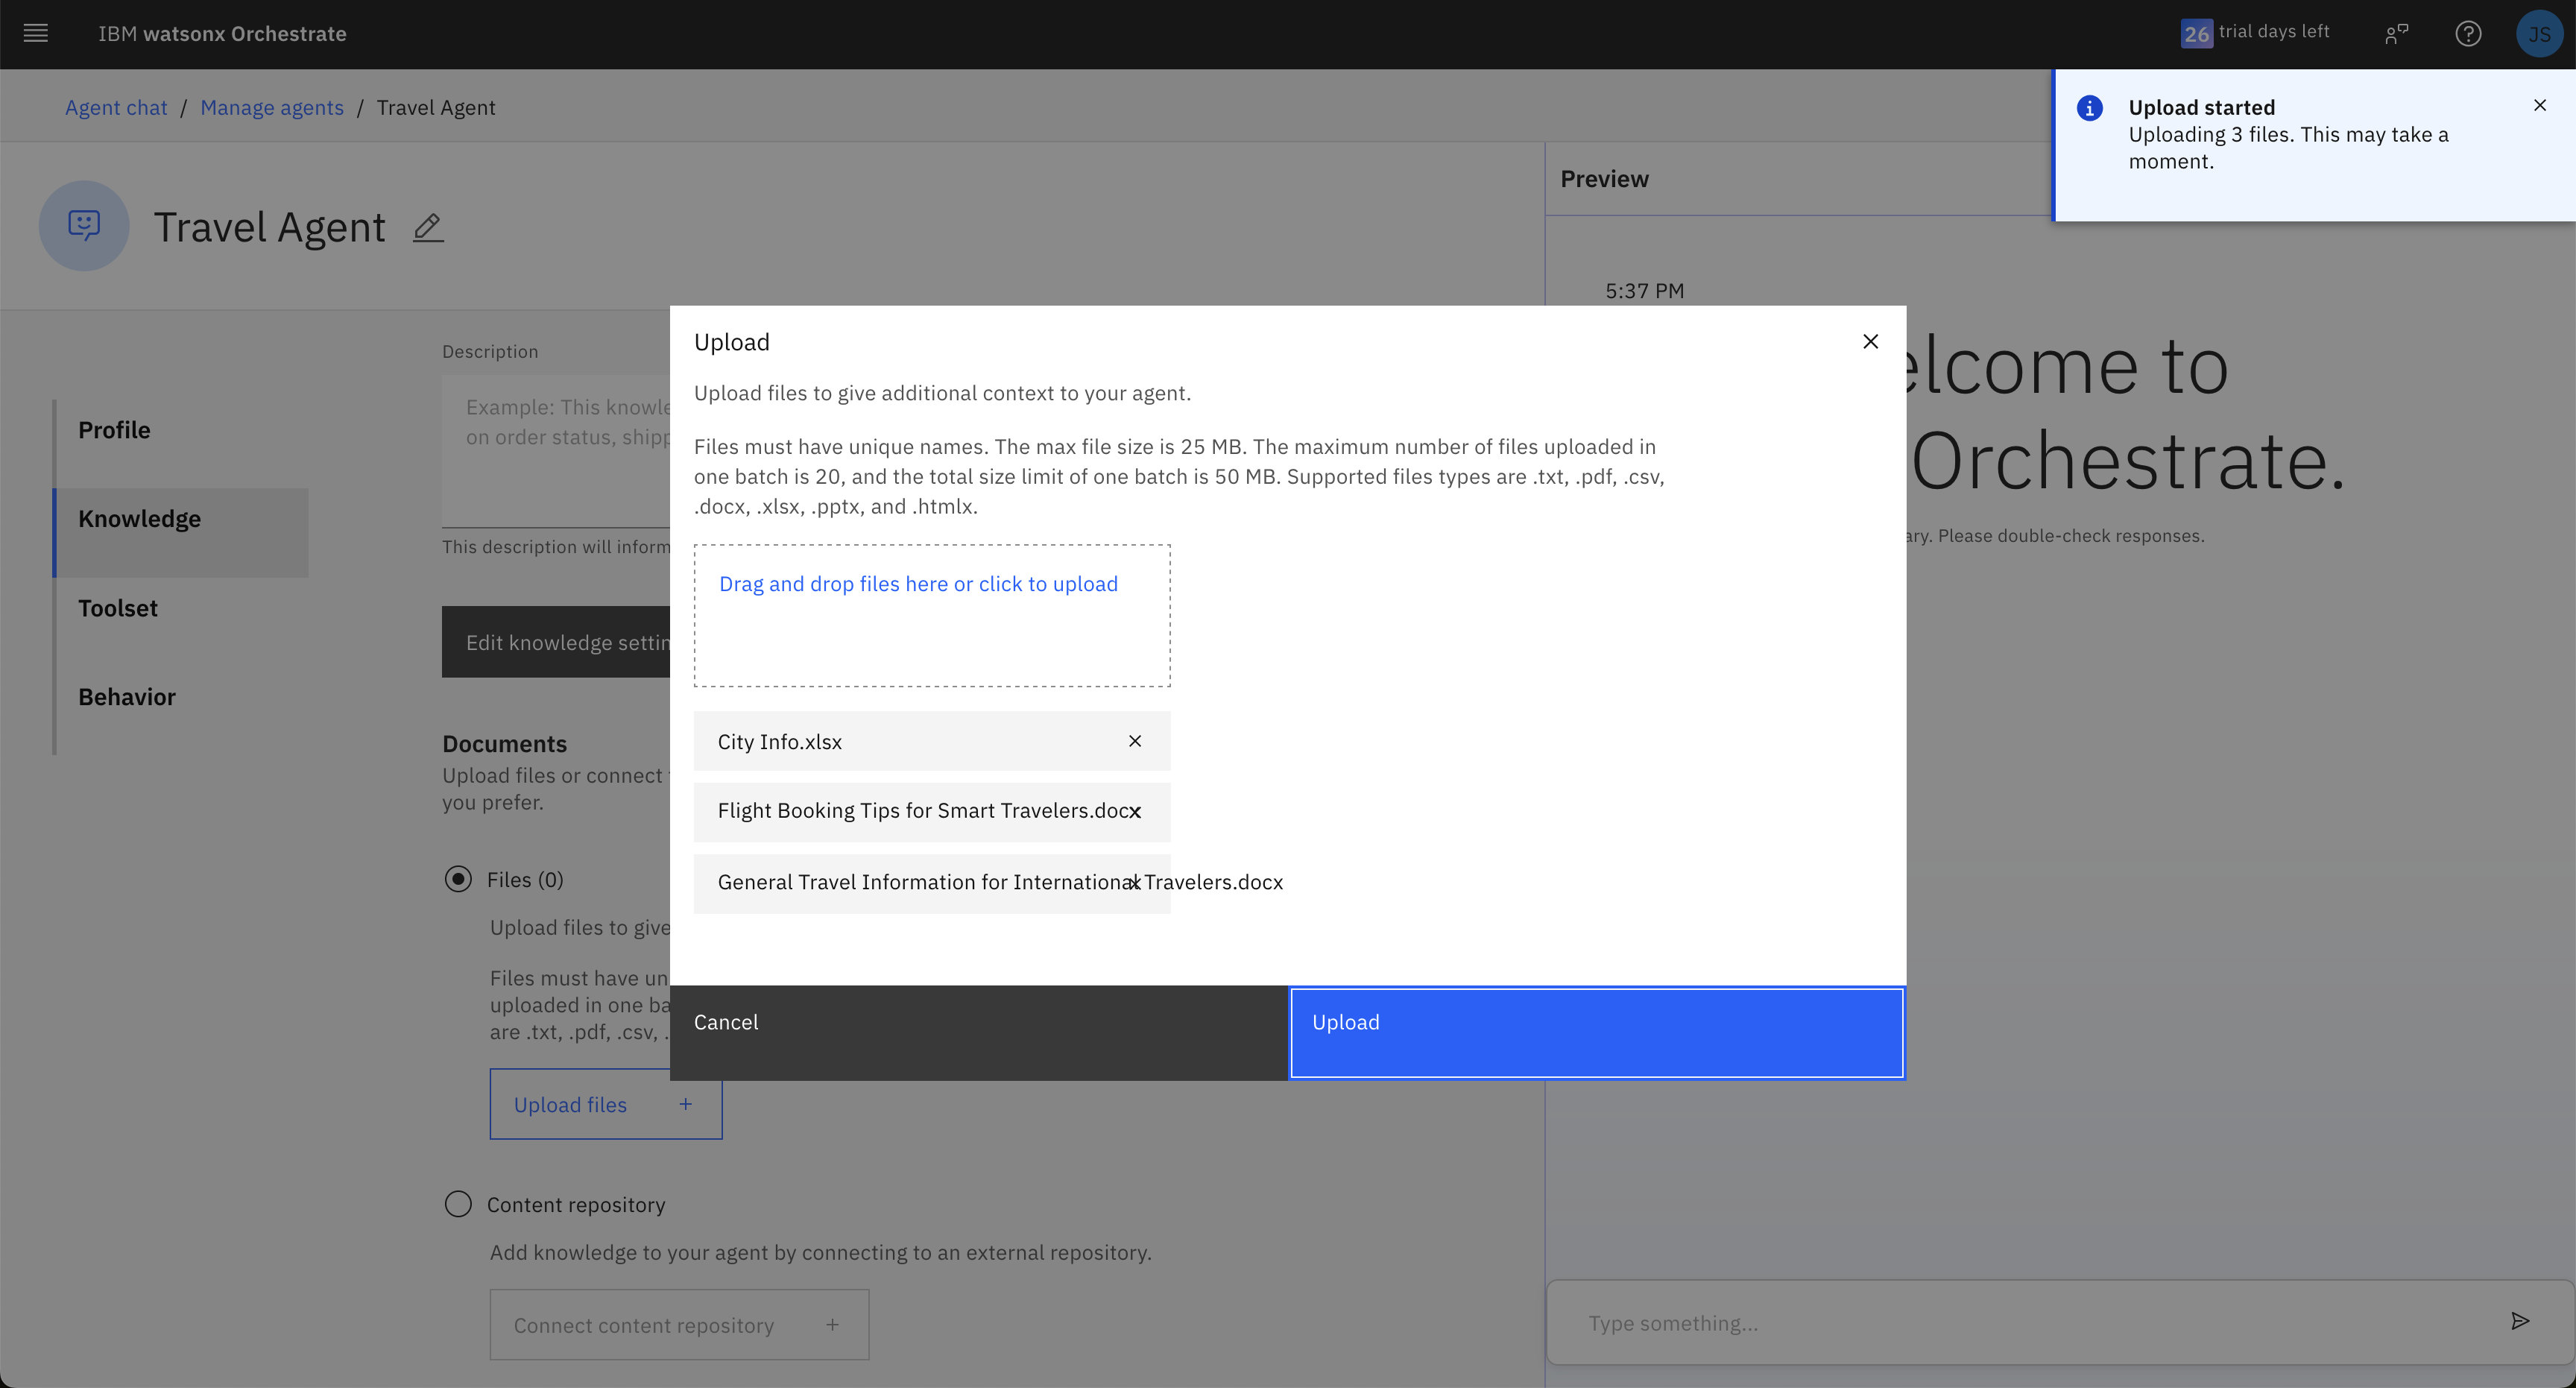 IBM watsonx Orchestrate
26 trial days left
JS
Agent chat / Manage agents / Travel Agent
Upload started
Uploading 3 files. This may take a
moment.
Travel Agent
Preview
5:37 PM
elcome to
Orchestrate.
ary. Please double-check responses.
Profile
Knowledge
Toolset
Behavior
Description
Example: This knowle
on order status, shipp
This description will inform
Edit knowledge settin
Documents
Upload files or connect
you prefer.
Files (0)
Upload files to give
Files must have un
uploaded in one ba
are .txt, .pdf, .csv, .
Upload files +
Content repository
Add knowledge to your agent by connecting to an external repository.
Connect content repository +
Upload
Upload files to give additional context to your agent.
Files must have unique names. The max file size is 25 MB. The maximum number of files uploaded in
one batch is 20, and the total size limit of one batch is 50 MB. Supported files types are .txt, .pdf, .csv,
.docx, .xlsx, .pptx, and .htmlx.
Drag and drop files here or click to upload
City Info.xlsx
Flight Booking Tips for Smart Travelers.docx
General Travel Information for International Travelers.docx
Cancel
Upload
Type something...